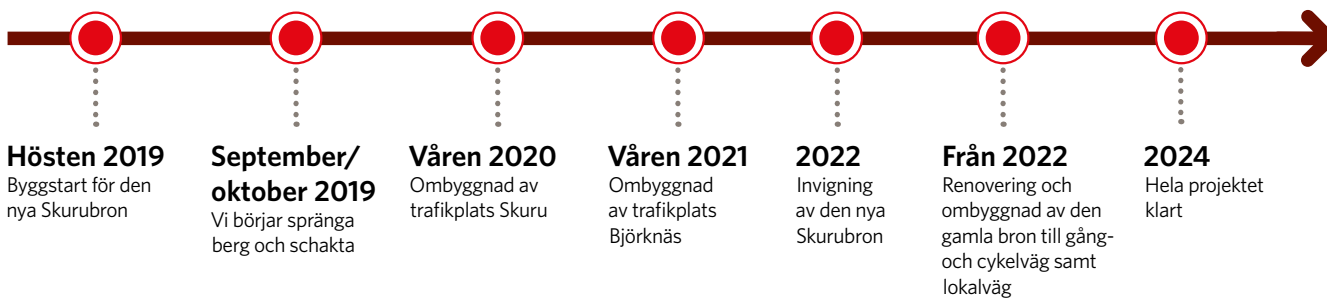 Hösten 2019
Byggstart för den
nya Skurubron
September/
oktober 2019
Vi börjar spränga
berg och schakta
Våren 2020
Ombyggnad av
trafikplats Skuru
Våren 2021
Ombyggnad
av trafikplats
Björknäs
2022
Invigning
av den nya
Skurubron
Från 2022
Renovering och
ombyggnad av den
gamla bron till gång-
och cykelväg samt
lokalväg
2024
Hela projektet
klart